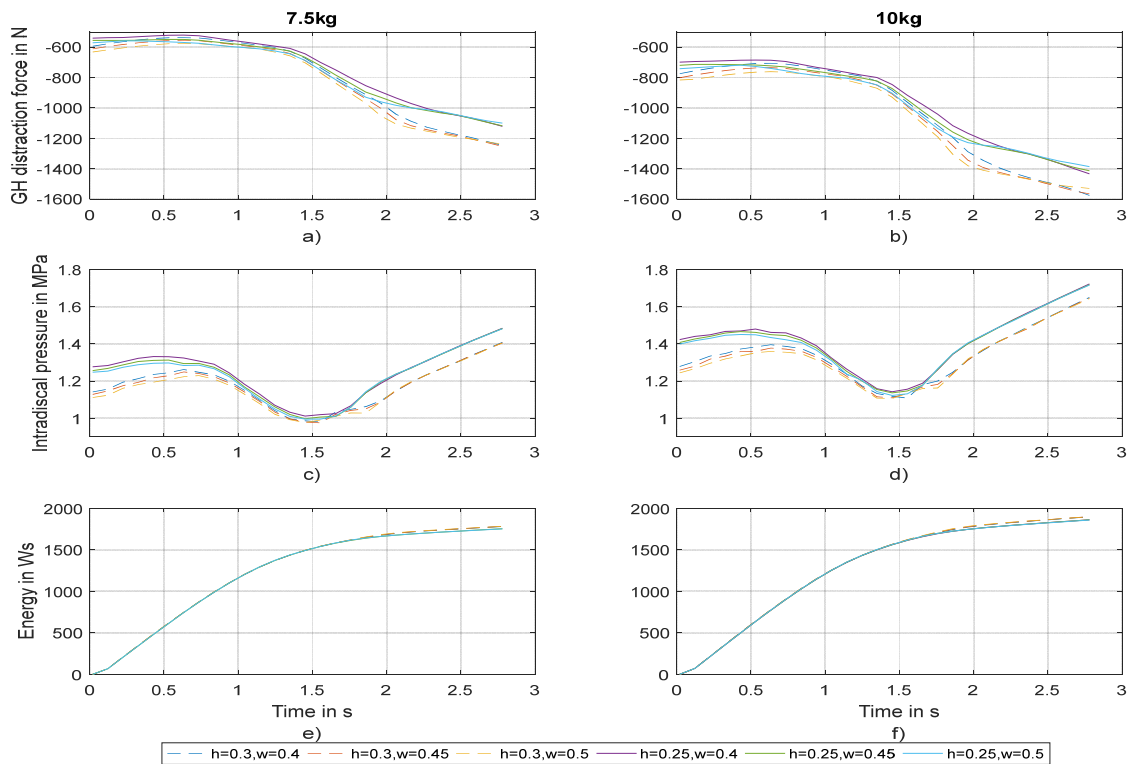 7.5kg
10kg
GH distraction force in N
-600
-800
-1000
-1200
-1400
-1600
0 0.5 1 1.5 2 2.5 3
a)
-600
-800
-1000
-1200
-1400
-1600
0 0.5 1 1.5 2 2.5 3
b)
Intradiscal pressure in MPa
1.8
1.6
1.4
1.2
1
0 0.5 1 1.5 2 2.5 3
c)
1.8
1.6
1.4
1.2
1
0 0.5 1 1.5 2 2.5 3
d)
Energy in Ws
2000
1500
1000
500
0
0 0.5 1 1.5 2 2.5 3
Time in s
e)
2000
1500
1000
500
0
0 0.5 1 1.5 2 2.5 3
Time in s
f)
h=0.3,w=0.4 h=0.3,w=0.45 h=0.3,w=0.5 h=0.25,w=0.4 h=0.25,w=0.45 h=0.25,w=0.5